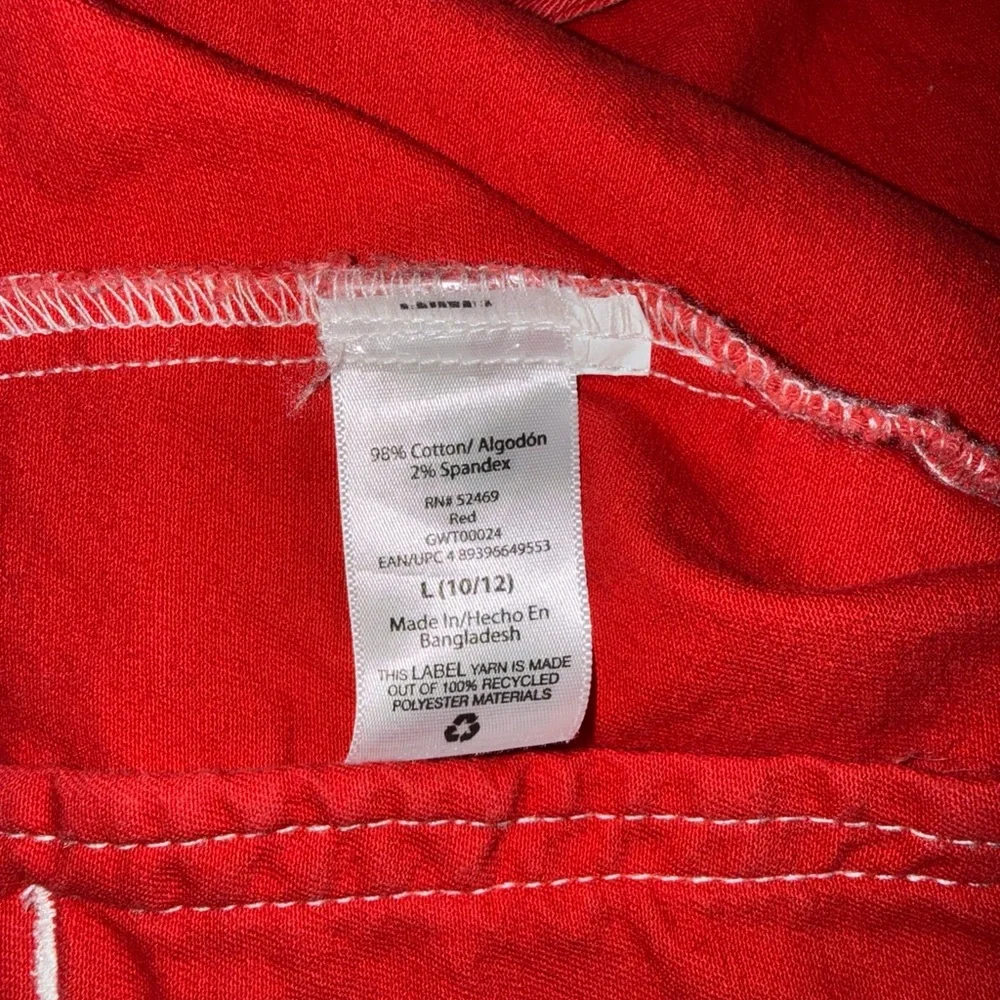 98% Cotton/ Algodón
2% Spandex
RN# 52469
Red
GWT00024
EAN/UPC 4 89396649553
L (10/12)
Made In/Hecho En
Bangladesh
THIS LABEL YARN IS MADE
OUT OF 100% RECYCLED
POLYESTER MATERIALS